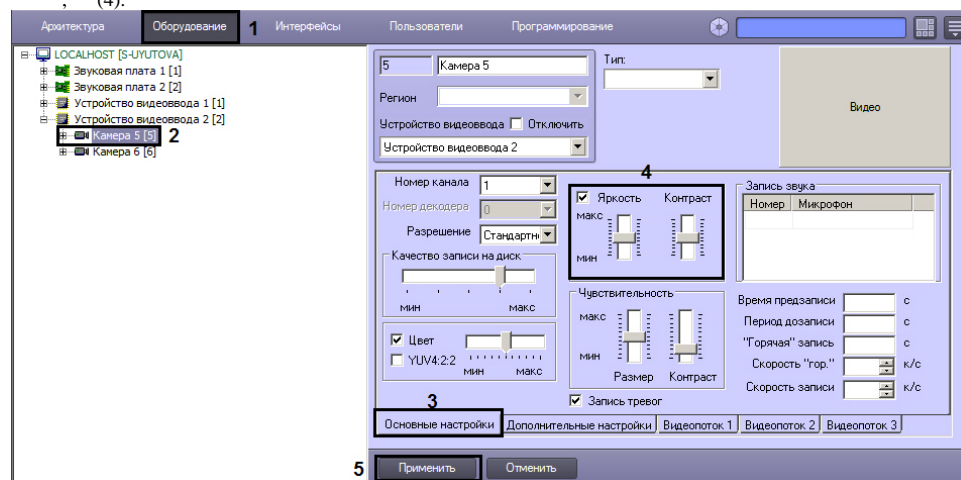 , (4).
Архитектура Оборудование 1 Интерфейсы Пользователи Программирование
LOCALHOST [S-UYUTOVA]
Звуковая плата 1 [1]
Звуковая плата 2 [2]
Устройство видеоввода 1 [1]
Устройство видеоввода 2 [2]
Камера 5 [5] 2
Камера 6 [6]
5 Камера 5
Регион
Устройство видеоввода Отключить
Устройство видеоввода 2
Тип:
Видео
Номер канала 1
Номер декодера 0
Разрешение Стандартн
Качество записи на диск
мин макс
Цвет
YUV4:2:2
мин макс
4
Яркость Контраст
макс
мин
Чувствительность
макс
мин
Размер Контраст
Запись тревог
Запись звука
Номер Микрофон
Время предзаписи с
Период дозаписи с
"Горячая" запись с
Скорость "гор." к/с
Скорость записи к/с
3
Основные настройки Дополнительные настройки Видеопоток 1 Видеопоток 2 Видеопоток 3
5 Применить Отменить